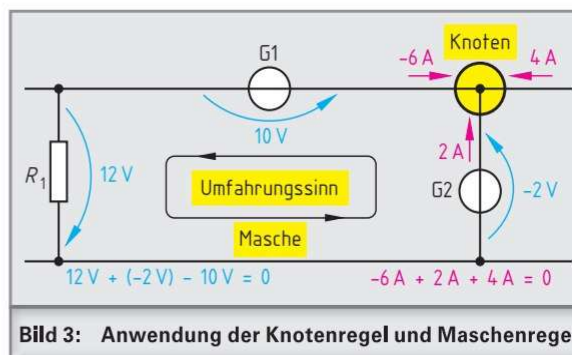 G1
Knoten
-6 A
4 A
10 V
2 A
R1
12 V
Umfahrungssinn
G2
-2 V
Masche
12 V + (-2 V) - 10 V = 0
-6 A + 2 A + 4 A = 0
Bild 3: Anwendung der Knotenregel und Maschenrege